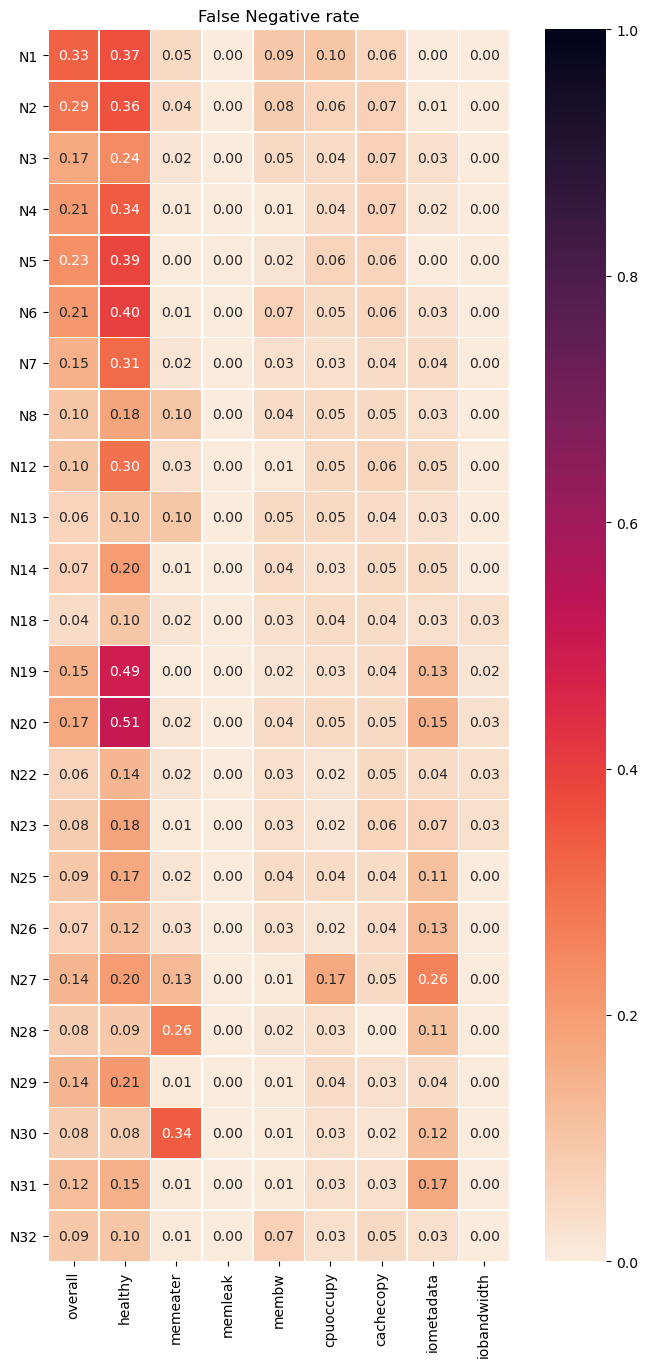 False Negative rate
N1 0.33 0.37 0.05 0.00 0.09 0.10 0.06 0.00 0.00
N2 0.29 0.36 0.04 0.00 0.08 0.06 0.07 0.01 0.00
N3 0.17 0.24 0.02 0.00 0.05 0.04 0.07 0.03 0.00
N4 0.21 0.34 0.01 0.00 0.01 0.04 0.07 0.02 0.00
N5 0.23 0.39 0.00 0.00 0.02 0.06 0.06 0.00 0.00
N6 0.21 0.40 0.01 0.00 0.07 0.05 0.06 0.03 0.00
N7 0.15 0.31 0.02 0.00 0.03 0.03 0.04 0.04 0.00
N8 0.10 0.18 0.10 0.00 0.04 0.05 0.05 0.03 0.00
N12 0.10 0.30 0.03 0.00 0.01 0.05 0.06 0.05 0.00
N13 0.06 0.10 0.10 0.00 0.05 0.05 0.04 0.03 0.00
N14 0.07 0.20 0.01 0.00 0.04 0.03 0.05 0.05 0.00
N18 0.04 0.10 0.02 0.00 0.03 0.04 0.04 0.03 0.03
N19 0.15 0.49 0.00 0.00 0.02 0.03 0.04 0.13 0.02
N20 0.17 0.51 0.02 0.00 0.04 0.05 0.05 0.15 0.03
N22 0.06 0.14 0.02 0.00 0.03 0.02 0.05 0.04 0.03
N23 0.08 0.18 0.01 0.00 0.03 0.02 0.06 0.07 0.03
N25 0.09 0.17 0.02 0.00 0.04 0.04 0.04 0.11 0.00
N26 0.07 0.12 0.03 0.00 0.03 0.02 0.04 0.13 0.00
N27 0.14 0.20 0.13 0.00 0.01 0.17 0.05 0.26 0.00
N28 0.08 0.09 0.26 0.00 0.02 0.03 0.00 0.11 0.00
N29 0.14 0.21 0.01 0.00 0.01 0.04 0.03 0.04 0.00
N30 0.08 0.08 0.34 0.00 0.01 0.03 0.02 0.12 0.00
N31 0.12 0.15 0.01 0.00 0.01 0.03 0.03 0.17 0.00
N32 0.09 0.10 0.01 0.00 0.07 0.03 0.05 0.03 0.00
overall
healthy
memeater
memleak
membw
cpuoccupy
cachecopy
iometadata
iobandwidth
1.0
0.8
0.6
0.4
0.2
0.0